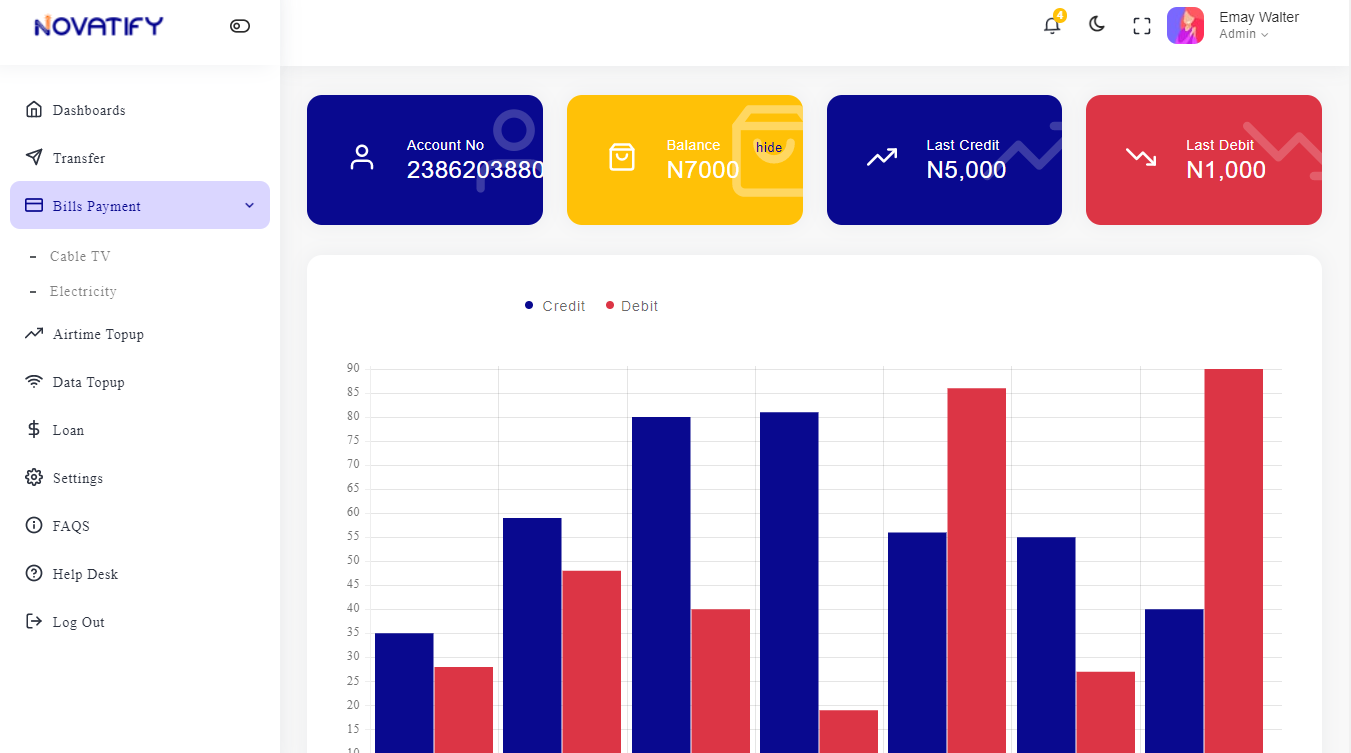 NOVATIFY
4
Emay Walter
Admin
Dashboards
Transfer
Bills Payment
Cable TV
Electricity
Airtime Topup
Data Topup
Loan
Settings
FAQS
Help Desk
Log Out
Account No
2386203880
Balance
hide
N7000
Last Credit
N5,000
Last Debit
N1,000
Credit
Debit
90
85
80
75
70
65
60
55
50
45
40
35
30
25
20
15
10